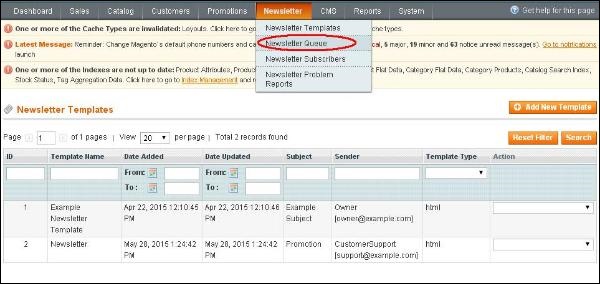 Dashboard Sales Catalog Customers Promotions Newsletter CMS Reports System Get help for this page
Newsletter Templates
Newsletter Queue
Newsletter Subscribers
Newsletter Problem
Reports
One or more of the Cache Types are invalidated: Layouts. Click here to go to che types.
Latest Message: Reminder: Change Magento's default phone numbers and cal cal, 5 major, 19 minor and 63 notice unread message(s). Go to notifications
launch
One or more of the Indexes are not up to date: Product Attributes, Product Flat Data, Category Flat Data, Category Products, Catalog Search Index,
Stock Status, Tag Aggregation Data. Click here to go to Index Management and re
Newsletter Templates
Add New Template
Page 1 of 1 pages | View 20 per page | Total 2 records found
Reset Filter Search
ID Template Name Date Added Date Updated Subject Sender Template Type Action
From: From:
To : To :
1 Example Newsletter Template Apr 22, 2015 12:10:45 PM Apr 22, 2015 12:10:46 PM Example Subject Owner [owner@example.com] html
2 Newsletter May 28, 2015 1:24:42 PM May 28, 2015 1:24:42 PM Promotion CustomerSupport [support@example.com] html